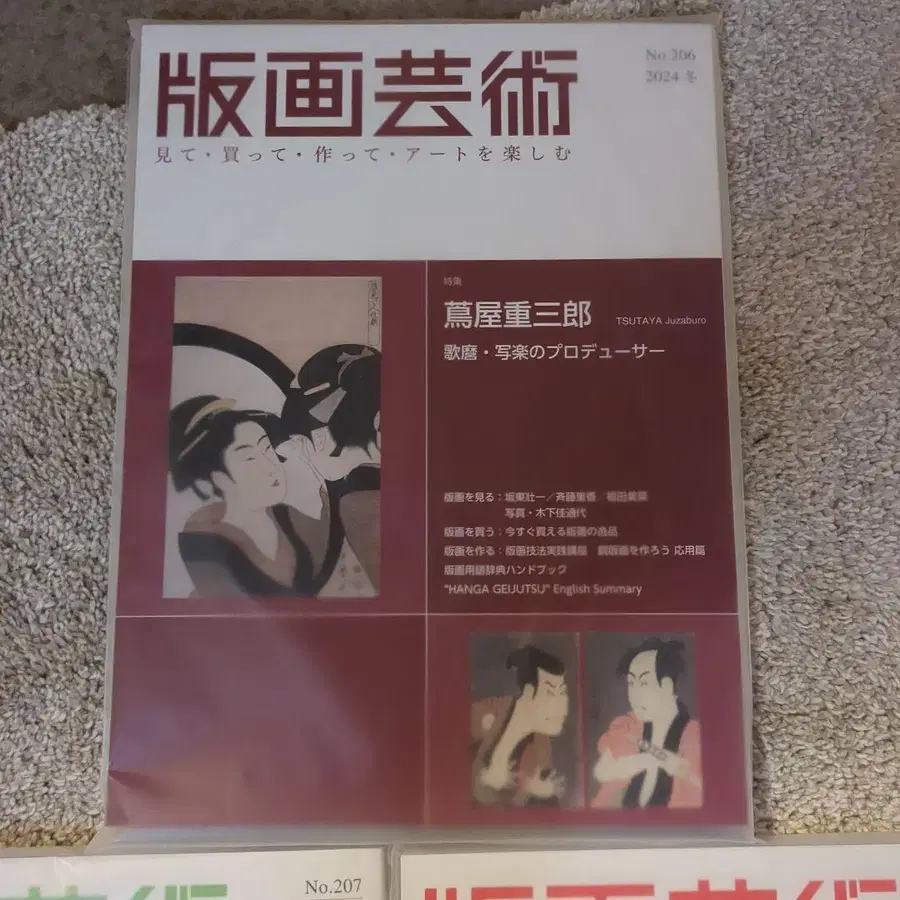 版画芸術
No.206
2024 冬
見て・買って・作って・アートを楽しむ
特集
蔦屋重三郎 TSUTAYA Juzaburo
歌麿・写楽のプロデューサー
版画を見る：坂東壮一／斉藤里香
写真・木下佳通代
版画を買う：今すぐ買える版画の逸品
版画を作る：版画技法実践講座 銅版画を作ろう 応用篇
版画用語辞典ハンドブック
"HANGA GEIJUTSU" English Summary
No.207
版画芸術